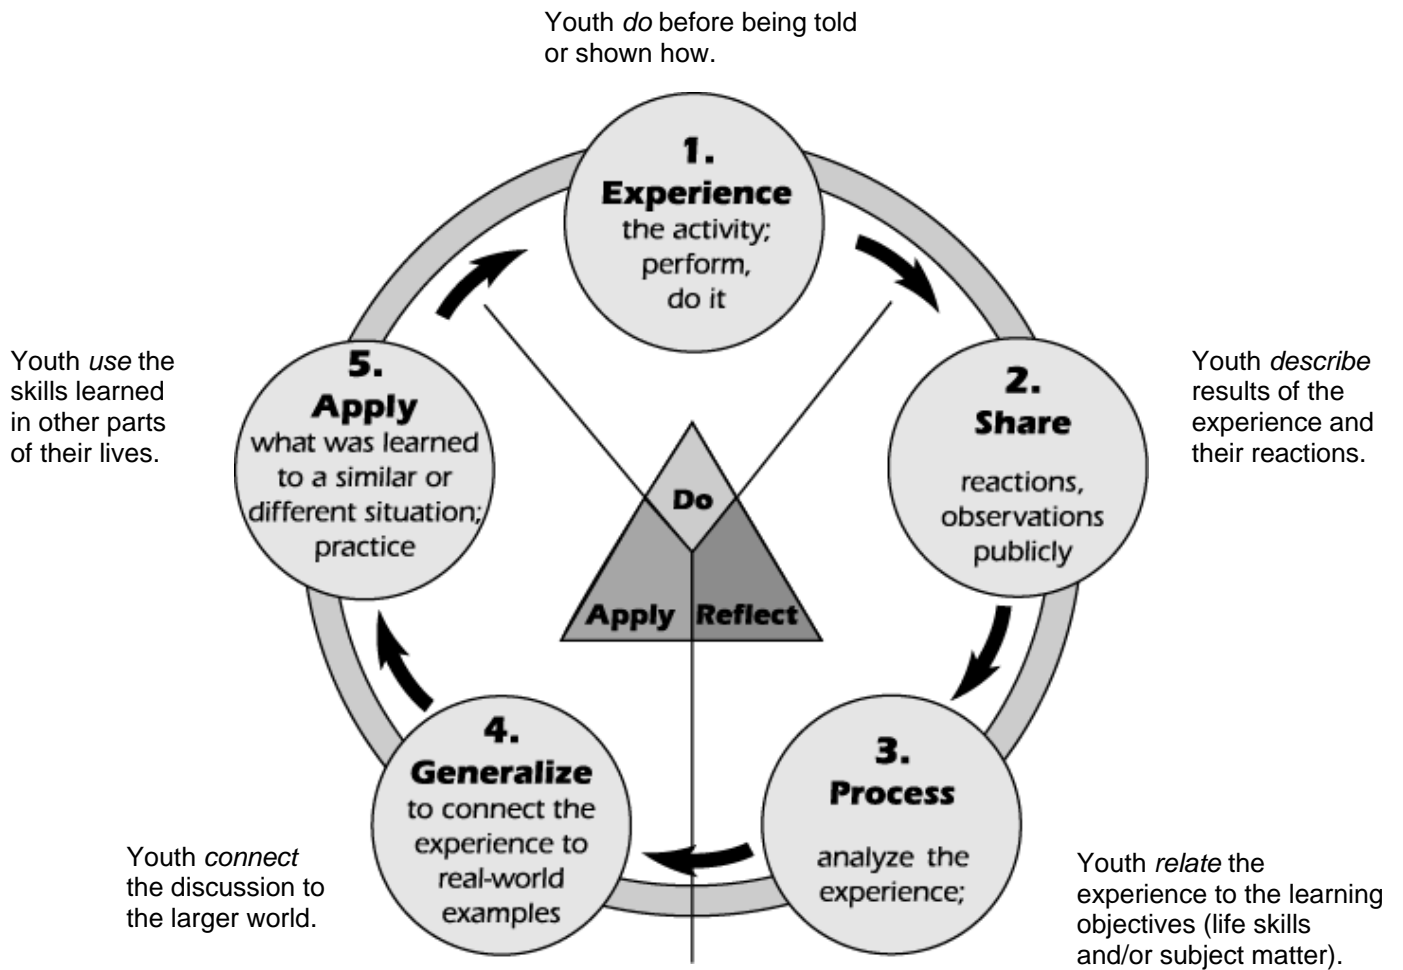 Youth do before being told
or shown how.
1.
Experience
the activity;
perform,
do it
Youth use the
skills learned
in other parts
of their lives.
5.
Apply
what was learned
to a similar or
different situation;
practice
2.
Share
reactions,
observations
publicly
Youth describe
results of the
experience and
their reactions.
Do
Apply
Reflect
4.
Generalize
to connect the
experience to
real-world
examples
3.
Process
analyze the
experience;
Youth connect
the discussion to
the larger world.
Youth relate the
experience to the learning
objectives (life skills
and/or subject matter).